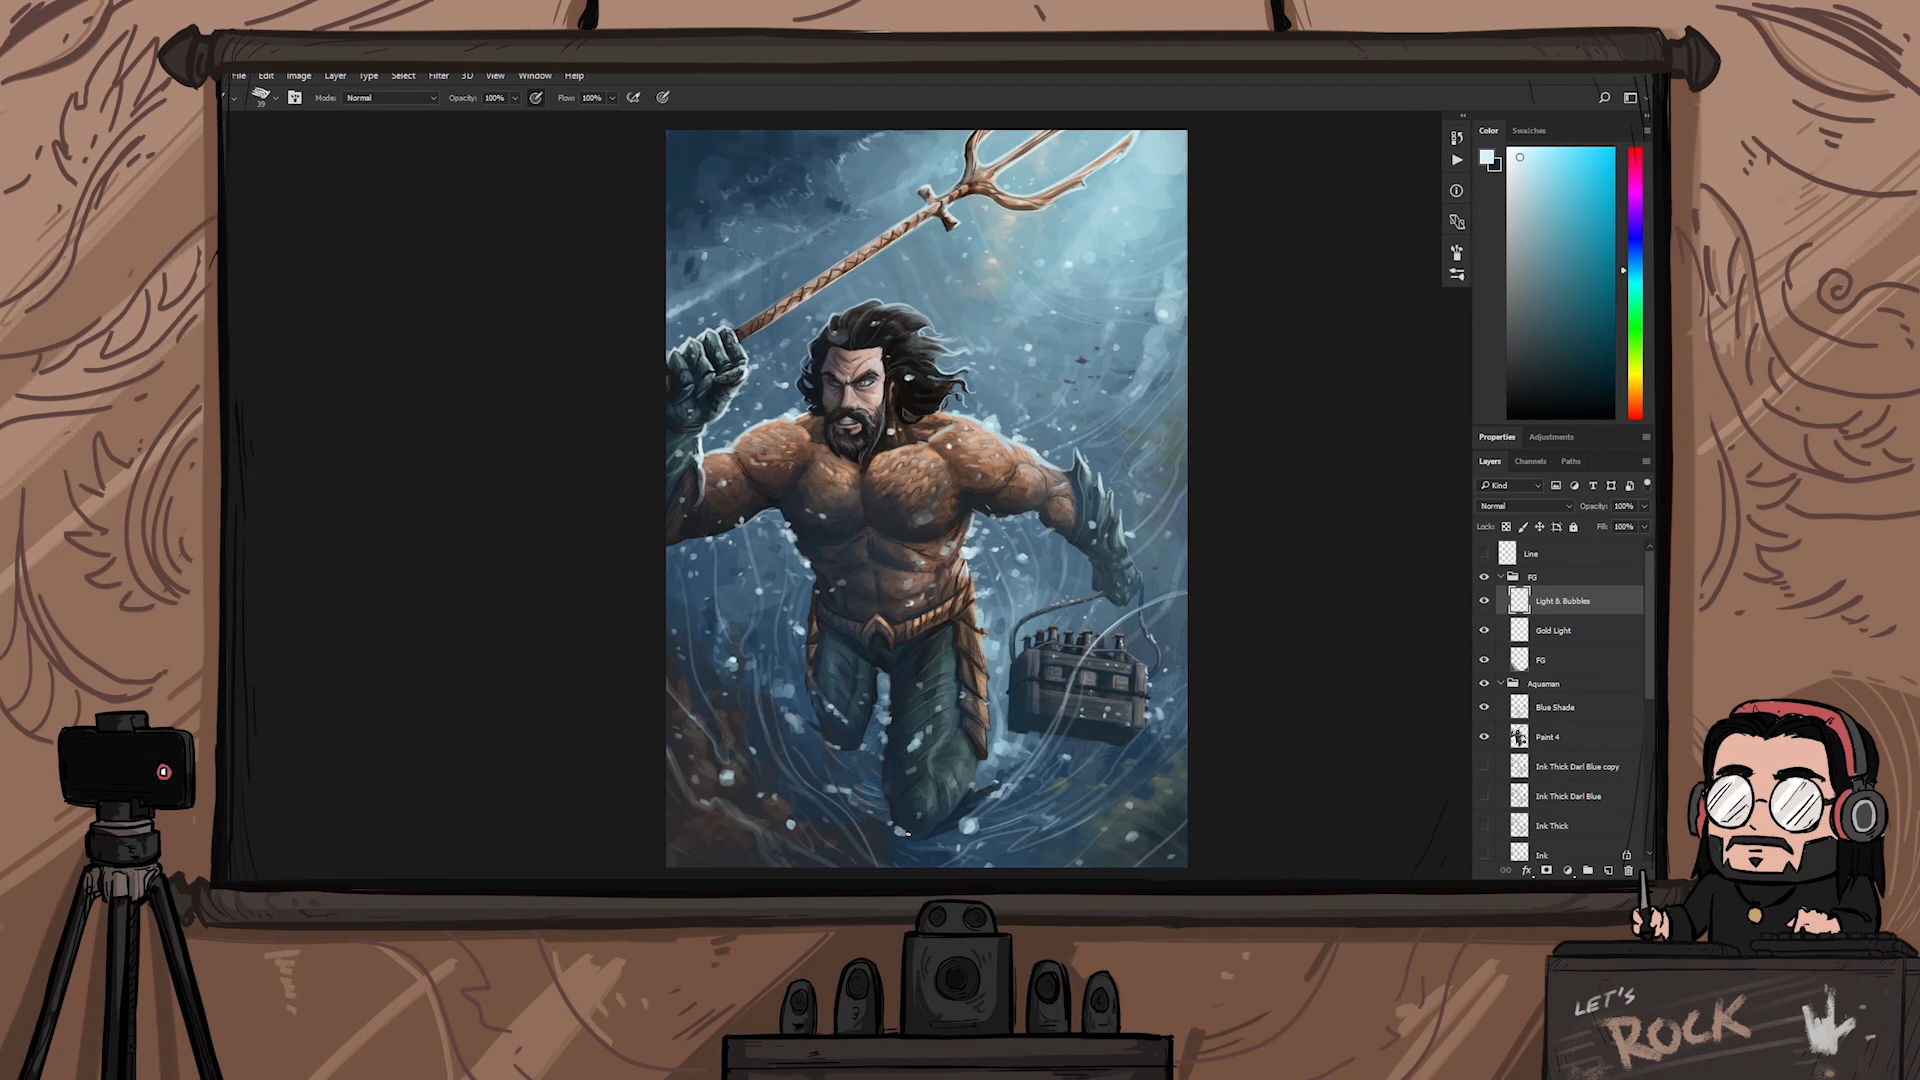 File Edit Image Layer Type Select Filter 3D View Window Help
39 Mode: Normal Opacity: 100% Flow: 100%
Color Swatches
Properties Adjustments
Layers Channels Paths
Kind
Normal Opacity: 100%
Lock: Fill: 100%
Line
FG
Light & Bubbles
Gold Light
FG
Aquaman
Blue Shade
Paint 4
Ink Thick Darl Blue copy
Ink Thick Darl Blue
Ink Thick
Ink
fx
LET'S
ROCK